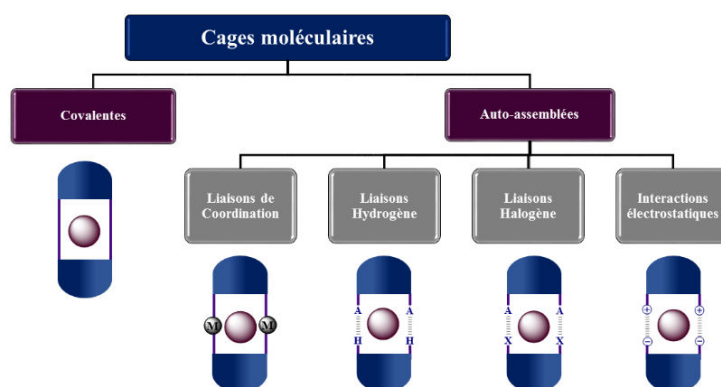 Cages moléculaires
Covalentes
Auto-assemblées
Liaisons de
Coordination
Liaisons
Hydrogène
Liaisons
Halogène
Interactions
électrostatiques
M M
A A
H H
A A
X X
+ +
− −